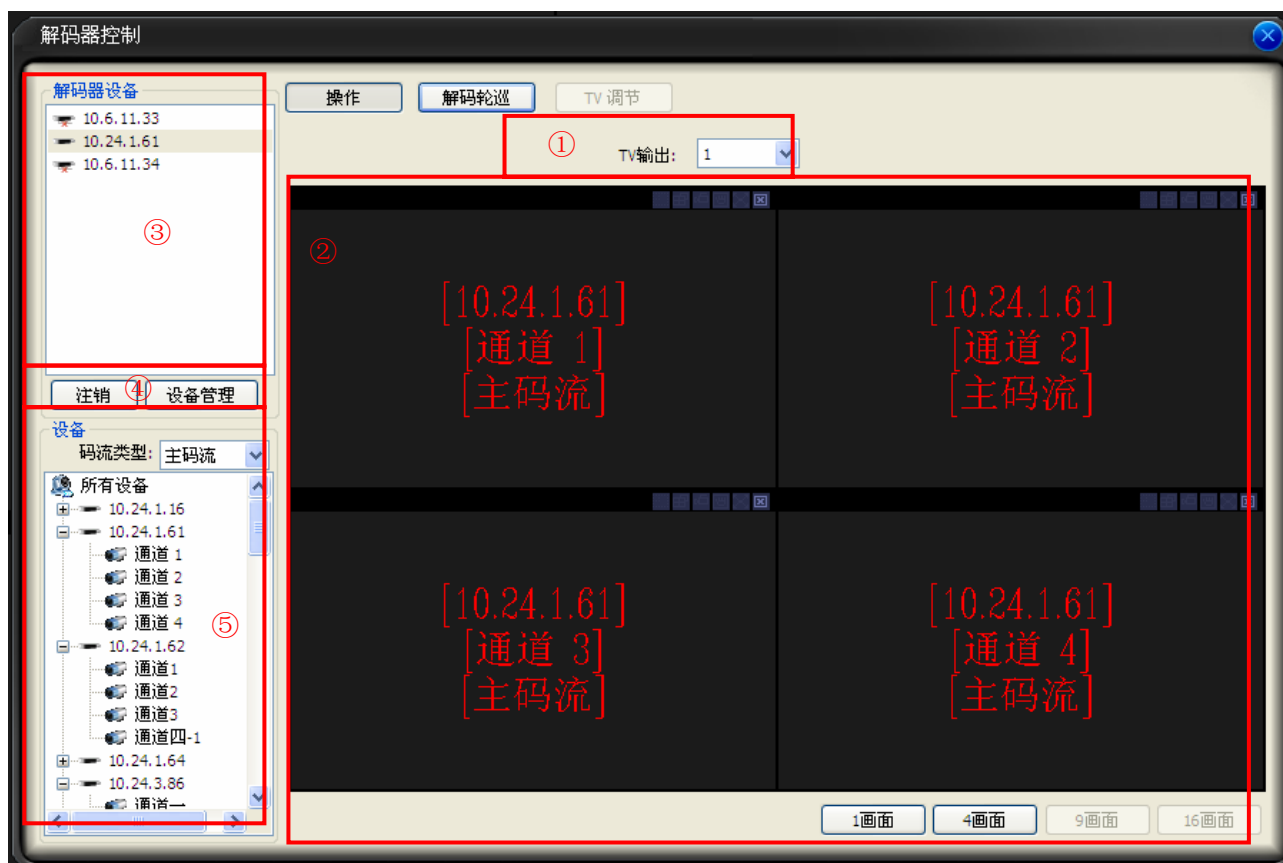 解码器控制
解码器设备
10.6.11.33
10.24.1.61
10.6.11.34
③
注销
④
设备管理
操作
解码轮巡
TV 调节
①
TV输出: 1
②
[10.24.1.61]
[通道 1]
[主码流]
[10.24.1.61]
[通道 2]
[主码流]
[10.24.1.61]
[通道 3]
[主码流]
[10.24.1.61]
[通道 4]
[主码流]
设备
码流类型: 主码流
所有设备
10.24.1.16
10.24.1.61
通道 1
通道 2
通道 3
通道 4
⑤
10.24.1.62
通道1
通道2
通道3
通道四-1
10.24.1.64
10.24.3.86
通道一
1画面
4画面
9画面
16画面